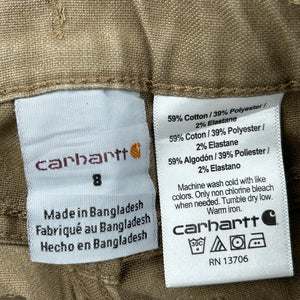 carhartt
8
Made in Bangladesh
Fabriqué au Bangladesh
Hecho en Bangladesh
59% Cotton / 39% Polyester /
2% Elastane
59% Coton / 39% Polyester /
2% Élastane
59% Algodón / 39% Poliester /
2% Elastano
Machine wash cold with like
colors. Only non chlorine bleach
when needed. Tumble dry low.
Warm iron.
carhartt
RN 13706